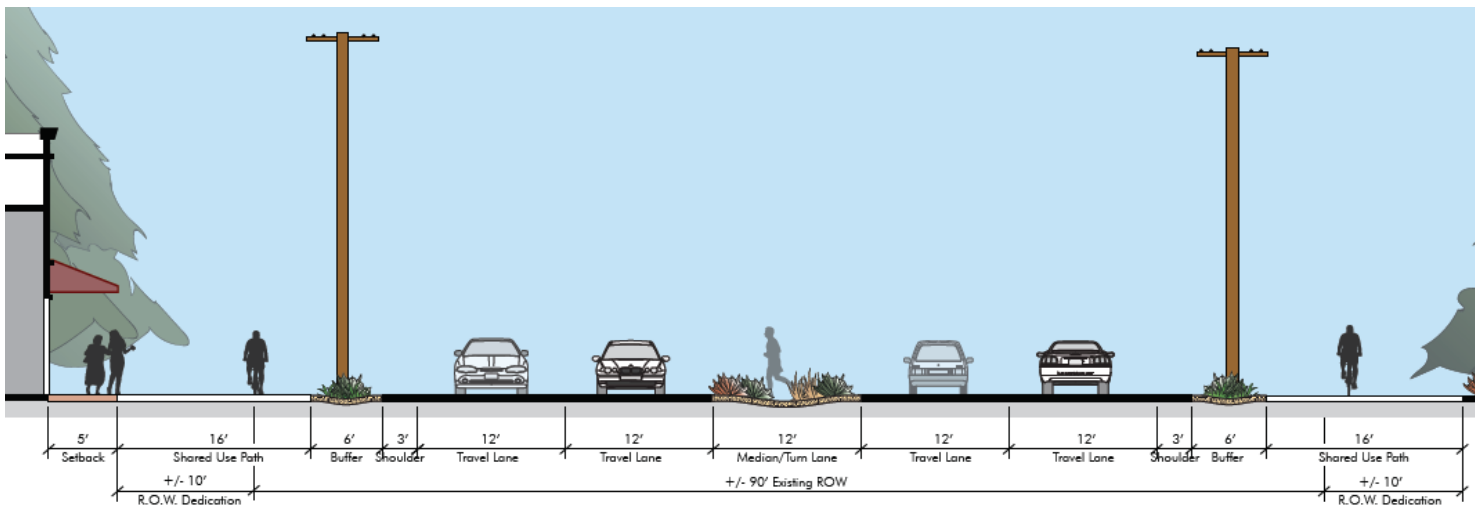 5' 16' 6' 3' 12' 12' 12' 12' 12' 3' 6' 16'
Setback Shared Use Path Buffer Shoulder Travel Lane Travel Lane Median/Turn Lane Travel Lane Travel Lane Shoulder Buffer Shared Use Path
+/- 10' +/- 90' Existing ROW +/- 10'
R.O.W. Dedication R.O.W. Dedication